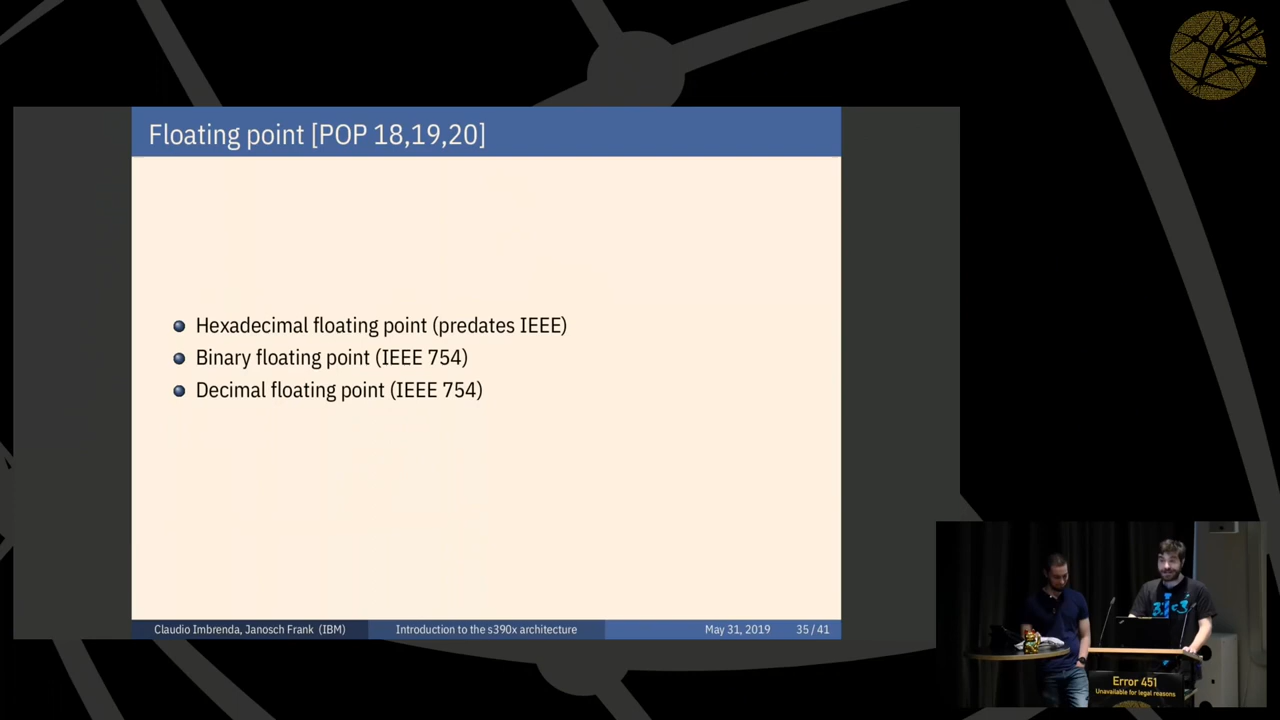 Floating point [POP 18,19,20]
Hexadecimal floating point (predates IEEE)
Binary floating point (IEEE 754)
Decimal floating point (IEEE 754)
Claudio Imbrenda, Janosch Frank (IBM) Introduction to the s390x architecture May 31, 2019 35 / 41
Error 451
Unavailable for legal reasons